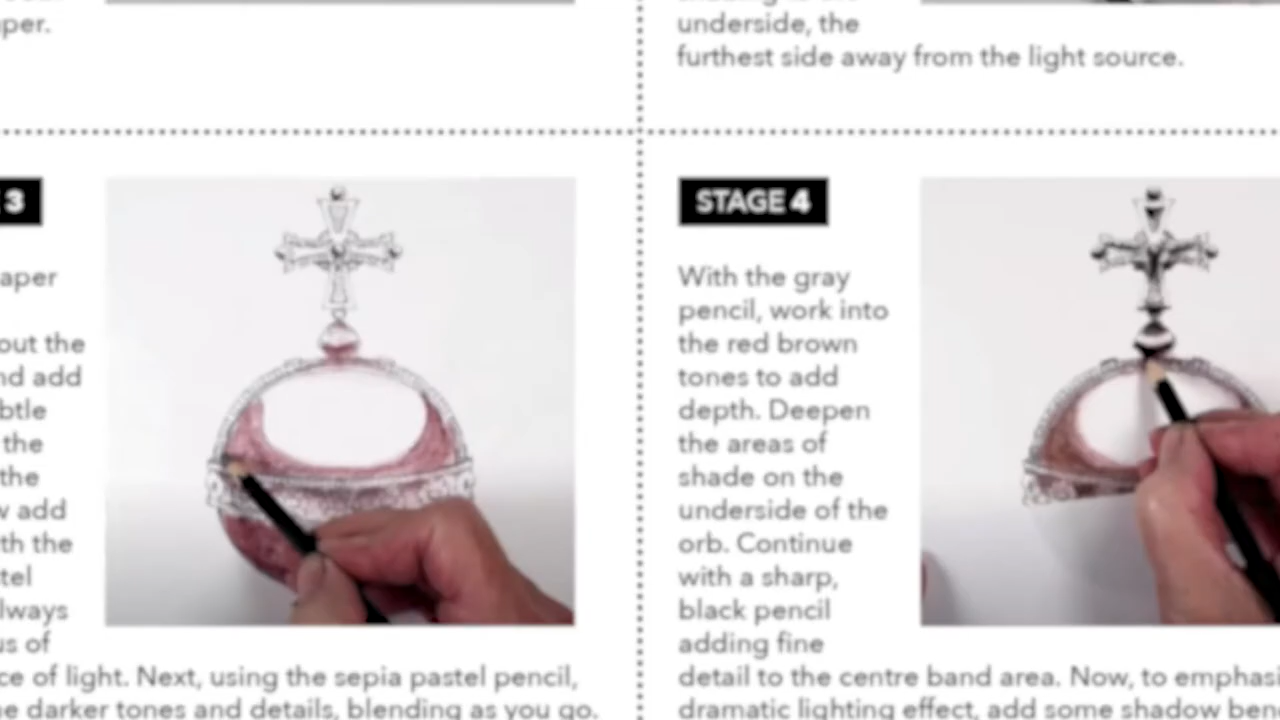 per.
underside, the
furthest side away from the light source.
3
aper
out the
nd add
btle
the
the
w add
th the
tel
lways
us of
ce of light. Next, using the sepia pastel pencil,
e darker tones and details, blending as you go.
STAGE 4
With the gray
pencil, work into
the red brown
tones to add
depth. Deepen
the areas of
shade on the
underside of the
orb. Continue
with a sharp,
black pencil
adding fine
detail to the centre band area. Now, to emphasi
dramatic lighting effect, add some shadow ben